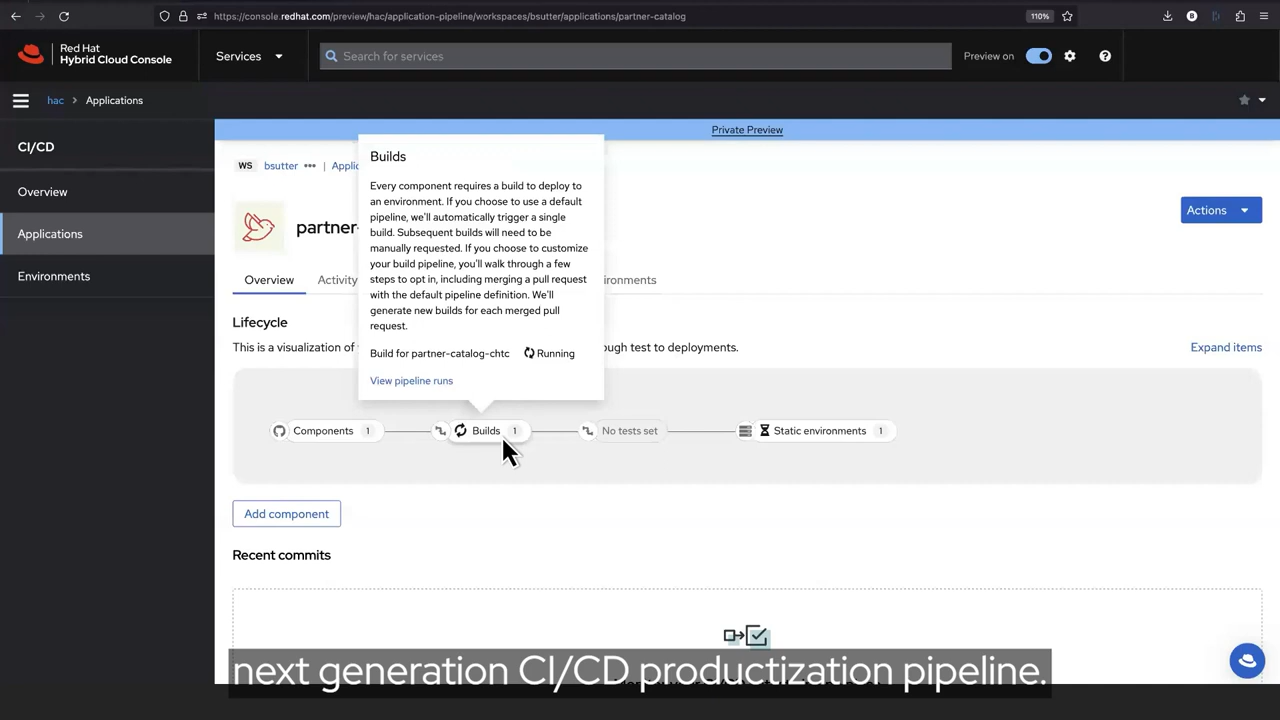 https://console.redhat.com/preview/hac/application-pipeline/workspaces/bsutter/applications/partner-catalog
110%
B
Red Hat
Hybrid Cloud Console
Services
Search for services
Preview on
hac > Applications
CI/CD
Overview
Applications
Environments
Private Preview
WS bsutter ••• | Applic
partner-
Actions
Overview
Activity
ironments
Builds
Every component requires a build to deploy to
an environment. If you choose to use a default
pipeline, we'll automatically trigger a single
build. Subsequent builds will need to be
manually requested. If you choose to customize
your build pipeline, you'll walk through a few
steps to opt in, including merging a pull request
with the default pipeline definition. We'll
generate new builds for each merged pull
request.
Build for partner-catalog-chtc Running
View pipeline runs
Lifecycle
This is a visualization of
ough test to deployments.
Expand items
Components 1
Builds 1
No tests set
Static environments 1
Add component
Recent commits
next generation CI/CD productization pipeline.